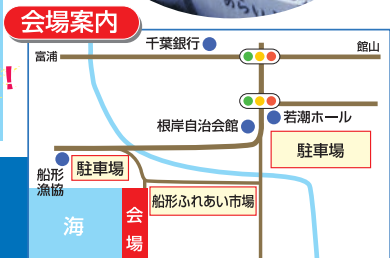 会場案内
！
千葉銀行
富浦
館山
根岸自治会館
若潮ホール
駐車場
船形
漁協
駐車場
船形ふれあい市場
海
会場